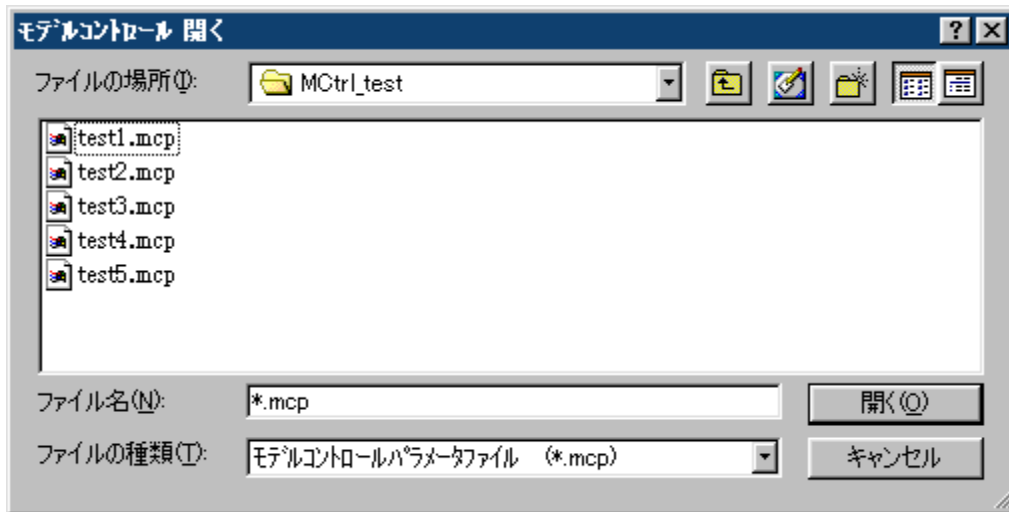 ﾓﾃﾞﾙｺﾝﾄﾛｰﾙ 開く
ファイルの場所(I):
MCtrl_test
test1.mcp
test2.mcp
test3.mcp
test4.mcp
test5.mcp
ファイル名(N):
*.mcp
開く(O)
ファイルの種類(T):
ﾓﾃﾞﾙｺﾝﾄﾛｰﾙﾊﾟﾗﾒｰﾀﾌｧｲﾙ (*.mcp)
キャンセル